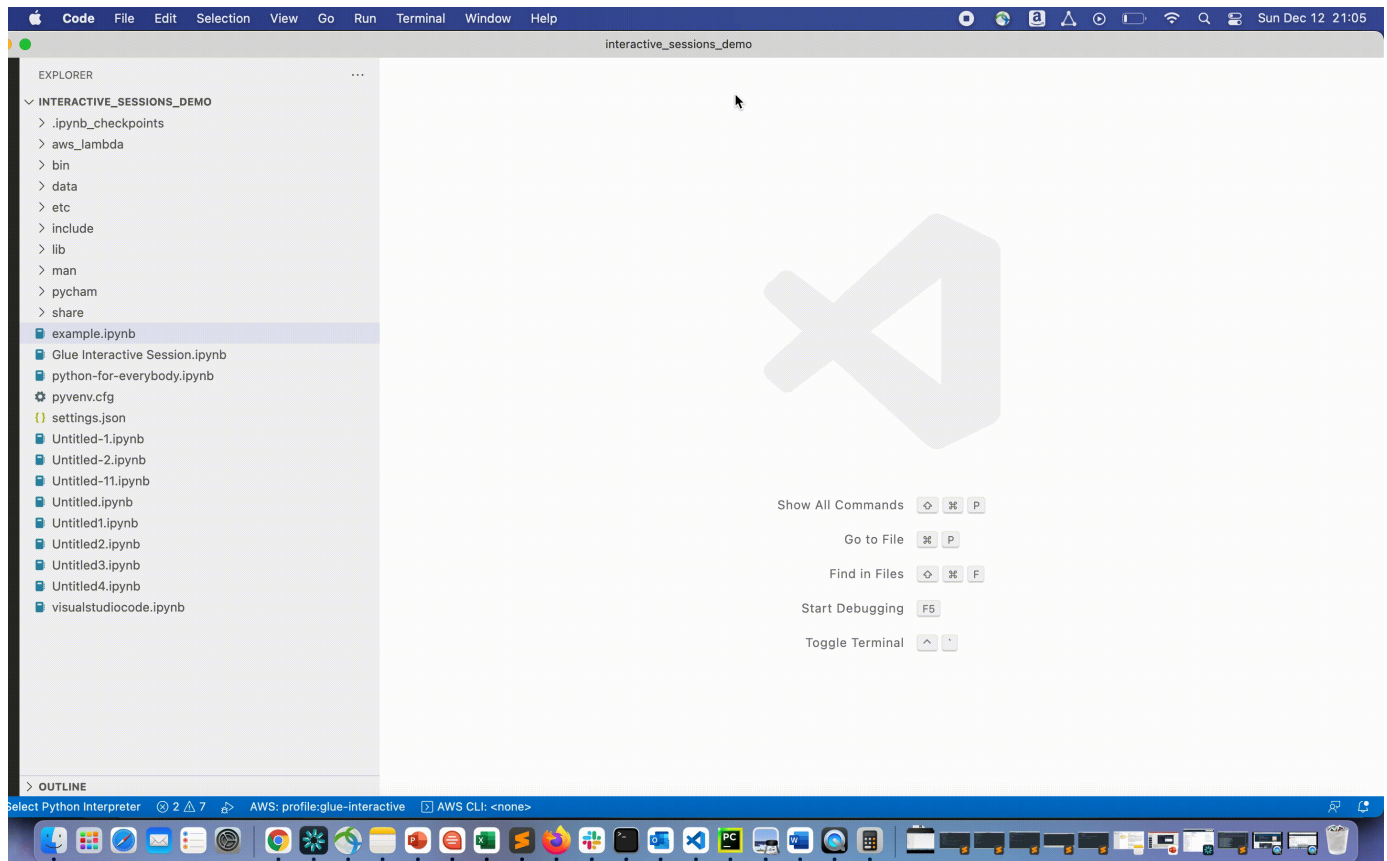 Code File Edit Selection View Go Run Terminal Window Help a Sun Dec 12 21:05
interactive_sessions_demo
EXPLORER ...
INTERACTIVE_SESSIONS_DEMO
.ipynb_checkpoints
aws_lambda
bin
data
etc
include
lib
man
pycham
share
example.ipynb
Glue Interactive Session.ipynb
python-for-everybody.ipynb
pyvenv.cfg
{} settings.json
Untitled-1.ipynb
Untitled-2.ipynb
Untitled-11.ipynb
Untitled.ipynb
Untitled1.ipynb
Untitled2.ipynb
Untitled3.ipynb
Untitled4.ipynb
visualstudiocode.ipynb
Show All Commands ⇧ ⌘ P
Go to File ⌘ P
Find in Files ⇧ ⌘ F
Start Debugging F5
Toggle Terminal ^ `
OUTLINE
Select Python Interpreter 2 7 AWS: profile:glue-interactive AWS CLI: <none>
PC